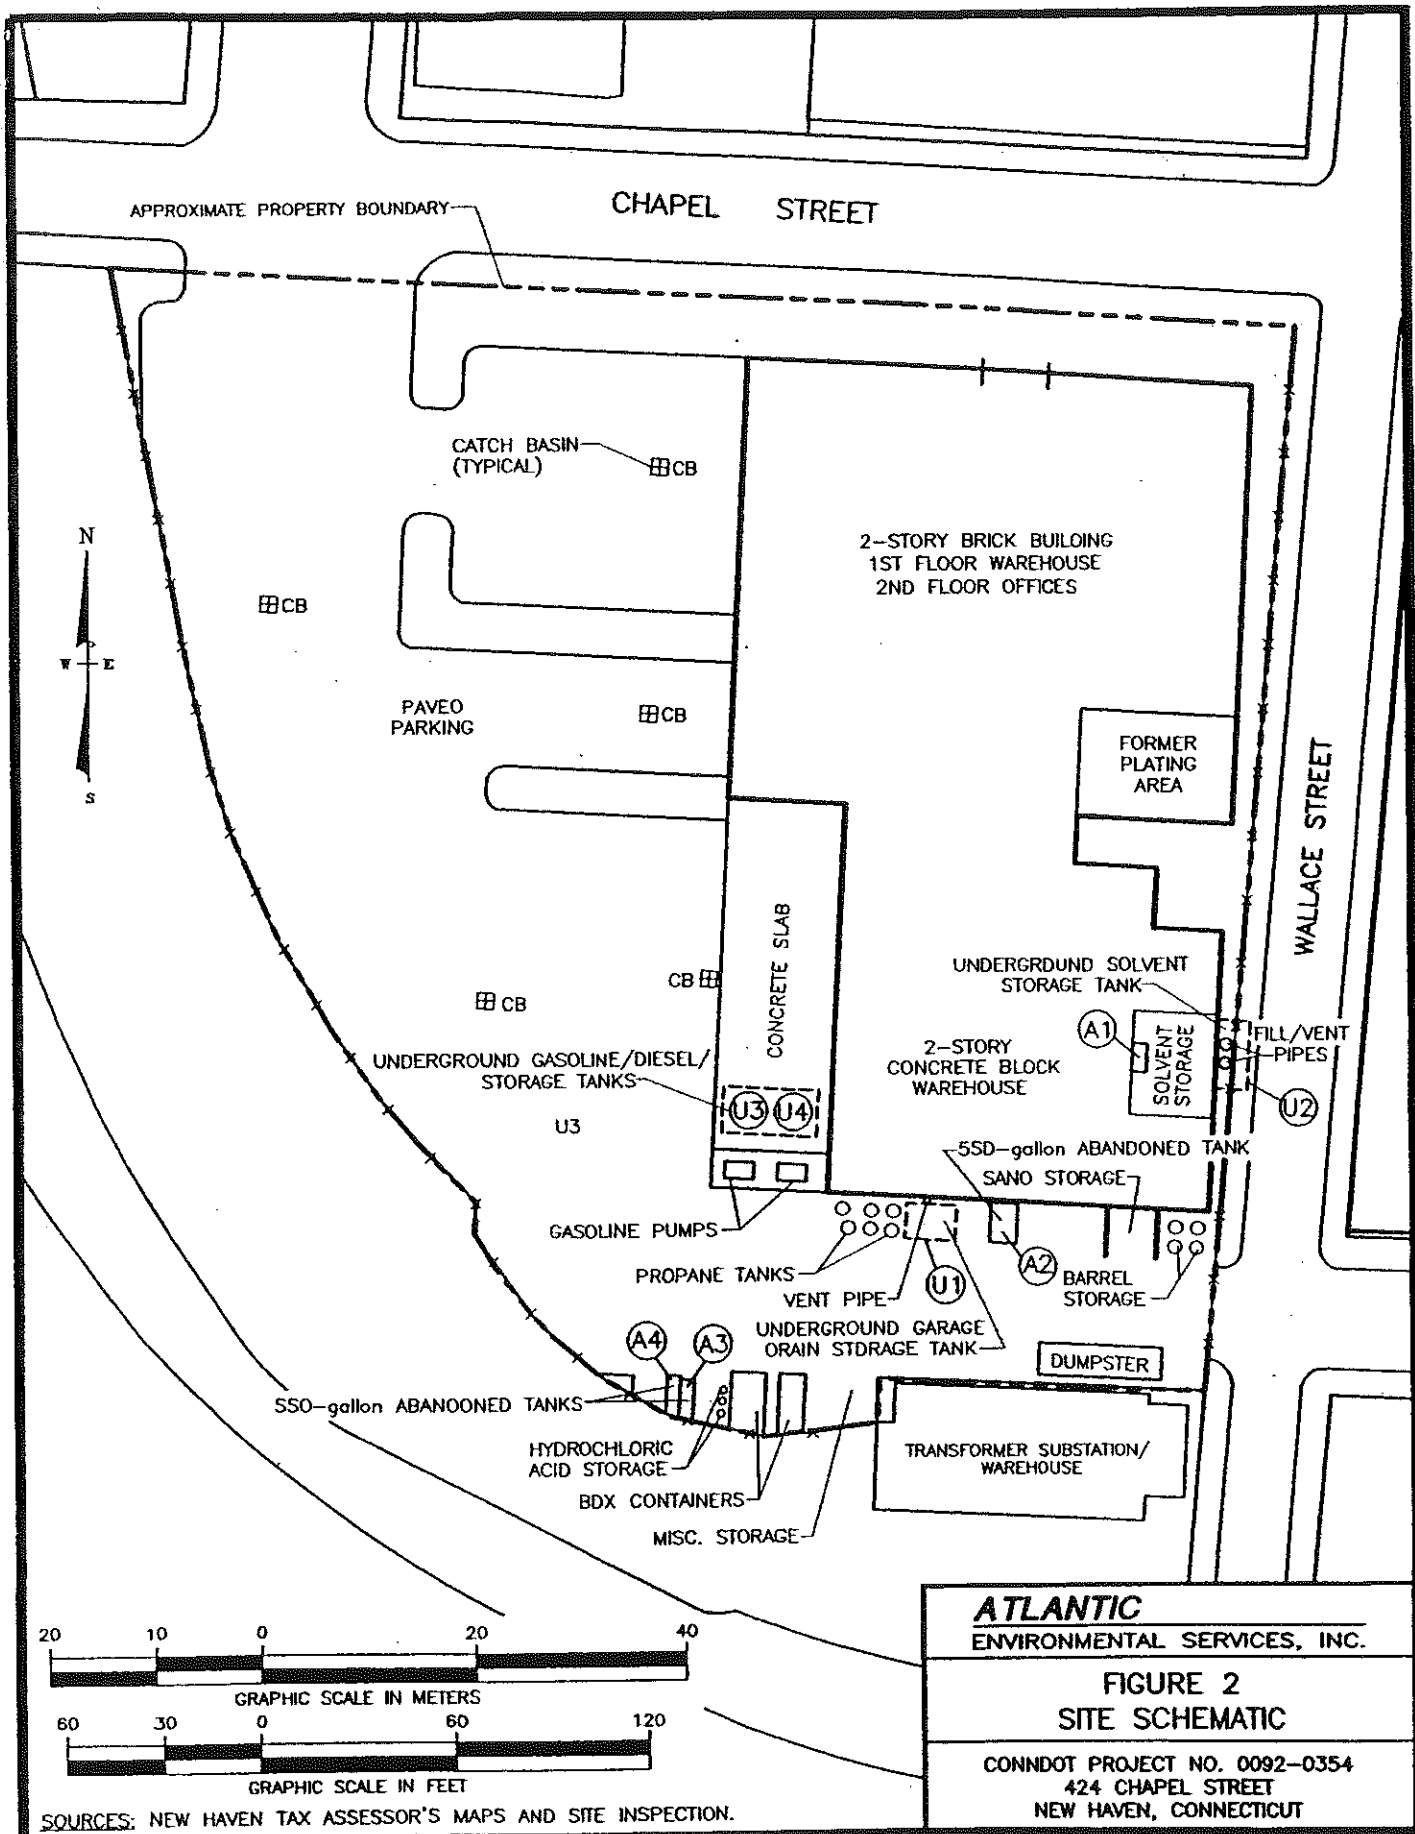 CHAPEL STREET
APPROXIMATE PROPERTY BOUNDARY
CATCH BASIN
(TYPICAL)
CB
2-STORY BRICK BUILDING
1ST FLOOR WAREHOUSE
2ND FLOOR OFFICES
N
W E
S
CB
PAVEO
PARKING
CB
FORMER
PLATING
AREA
WALLACE STREET
CONCRETE SLAB
CB
CB
UNDERGRDUND SOLVENT
STORAGE TANK
A1
SOLVENT
STORAGE
FILL/VENT
PIPES
U2
2-STORY
CONCRETE BLOCK
WAREHOUSE
UNDERGROUND GASOLINE/DIESEL/
STORAGE TANKS
U3
U4
U3
5SD-gallon ABANDONED TANK
SANO STORAGE
GASOLINE PUMPS
PROPANE TANKS
VENT PIPE
U1
A2
BARREL
STORAGE
UNDERGROUND GARAGE
ORAIN STDRAGE TANK
DUMPSTER
A4
A3
SSO-gallon ABANOONED TANKS
HYDROCHLORIC
ACID STORAGE
BDX CONTAINERS
MISC. STORAGE
TRANSFORMER SUBSTATION/
WAREHOUSE
20 10 0 20 40
GRAPHIC SCALE IN METERS
60 30 0 60 120
GRAPHIC SCALE IN FEET
SOURCES: NEW HAVEN TAX ASSESSOR'S MAPS AND SITE INSPECTION.
ATLANTIC
ENVIRONMENTAL SERVICES, INC.
FIGURE 2
SITE SCHEMATIC
CONNDOT PROJECT NO. 0092-0354
424 CHAPEL STREET
NEW HAVEN, CONNECTICUT